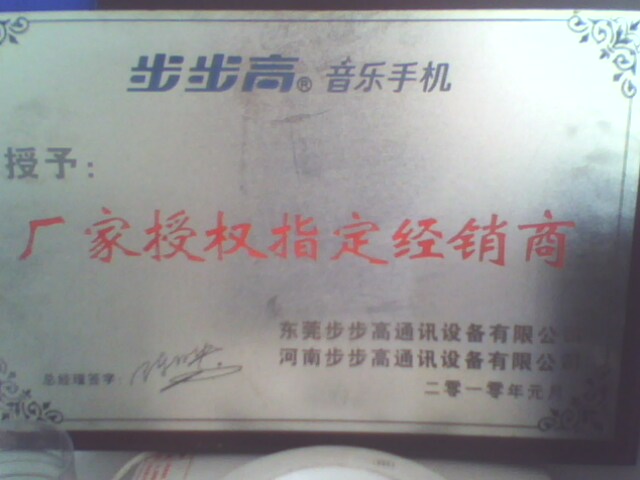 步步高® 音乐手机
授予：
厂家授权指定经销商
东莞步步高通讯设备有限公
河南步步高通讯设备有限公
总经理签字：
二零一零年元月